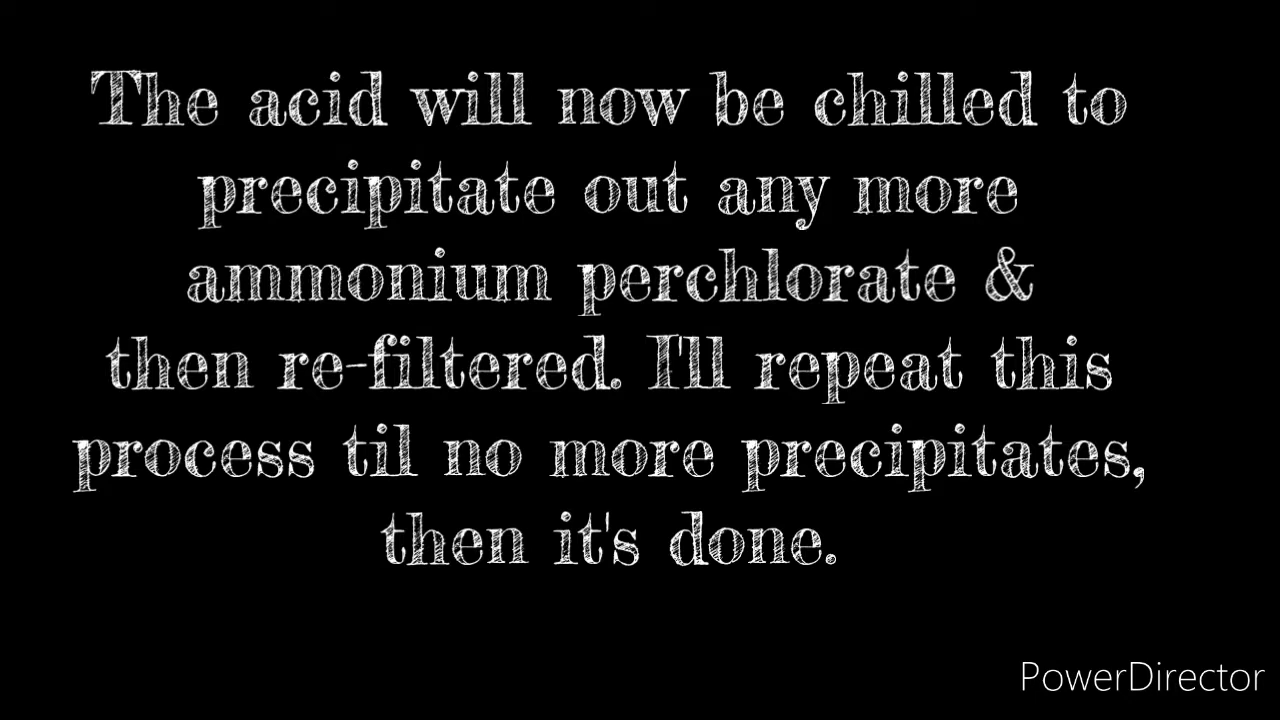 The acid will now be chilled to
precipitate out any more
ammonium perchlorate &
then re-filtered. I'll repeat this
process til no more precipitates,
then it's done.
PowerDirector